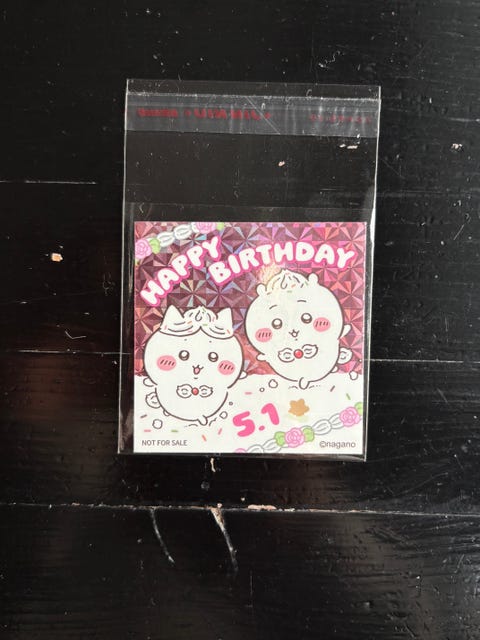 HAPPY
BIRTHDAY
5.1
NOT FOR SALE
©nagano